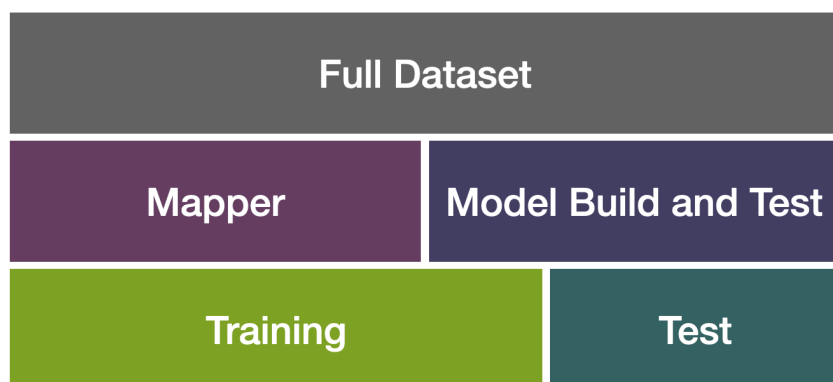 Full Dataset
Mapper
Model Build and Test
Training
Test